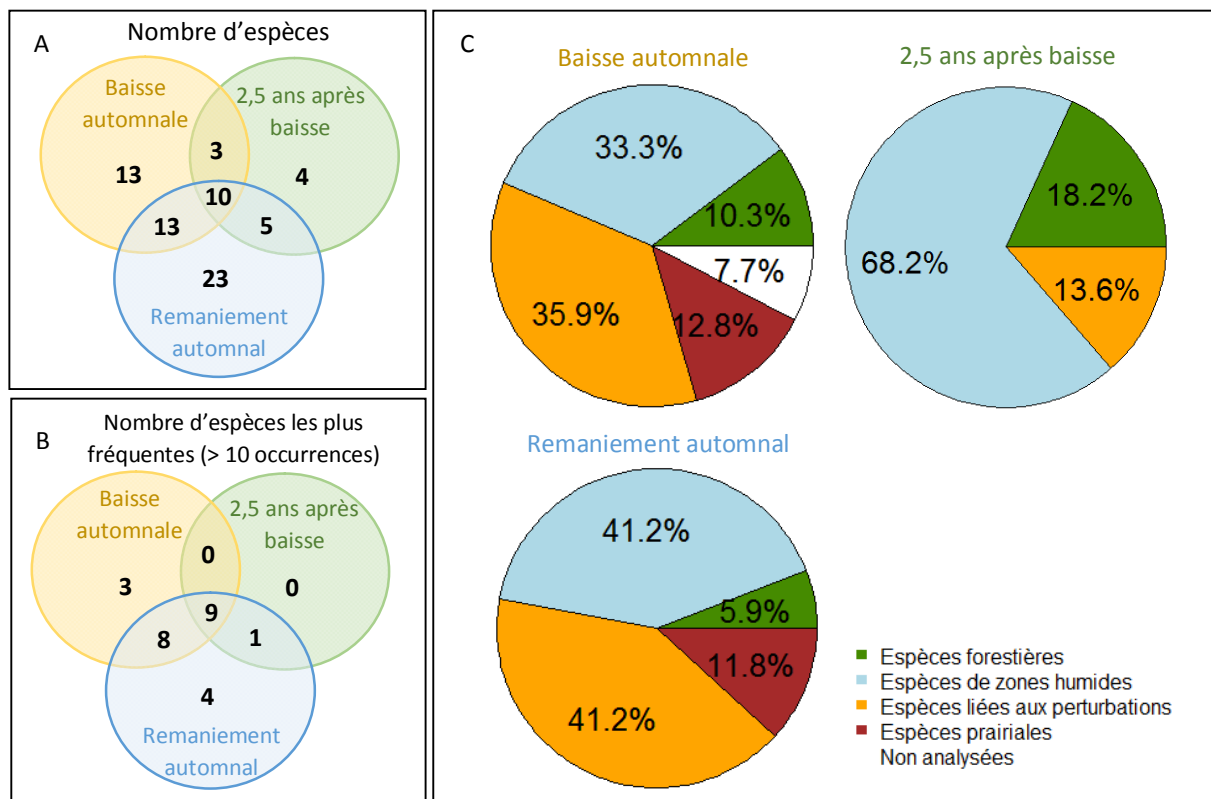 A
Nombre d'espèces
Baisse
automnale
2,5 ans après
baisse
3
13
4
10
13
5
23
Remaniement
automnal
B
Nombre d'espèces les plus
fréquentes (> 10 occurrences)
Baisse
automnale
2,5 ans après
baisse
0
3
0
9
8
1
4
Remaniement
automnal
C
Baisse automnale
33.3%
10.3%
7.7%
35.9%
12.8%
2,5 ans après baisse
18.2%
68.2%
13.6%
Remaniement automnal
41.2%
5.9%
11.8%
41.2%
Espèces forestières
Espèces de zones humides
Espèces liées aux perturbations
Espèces prairiales
Non analysées